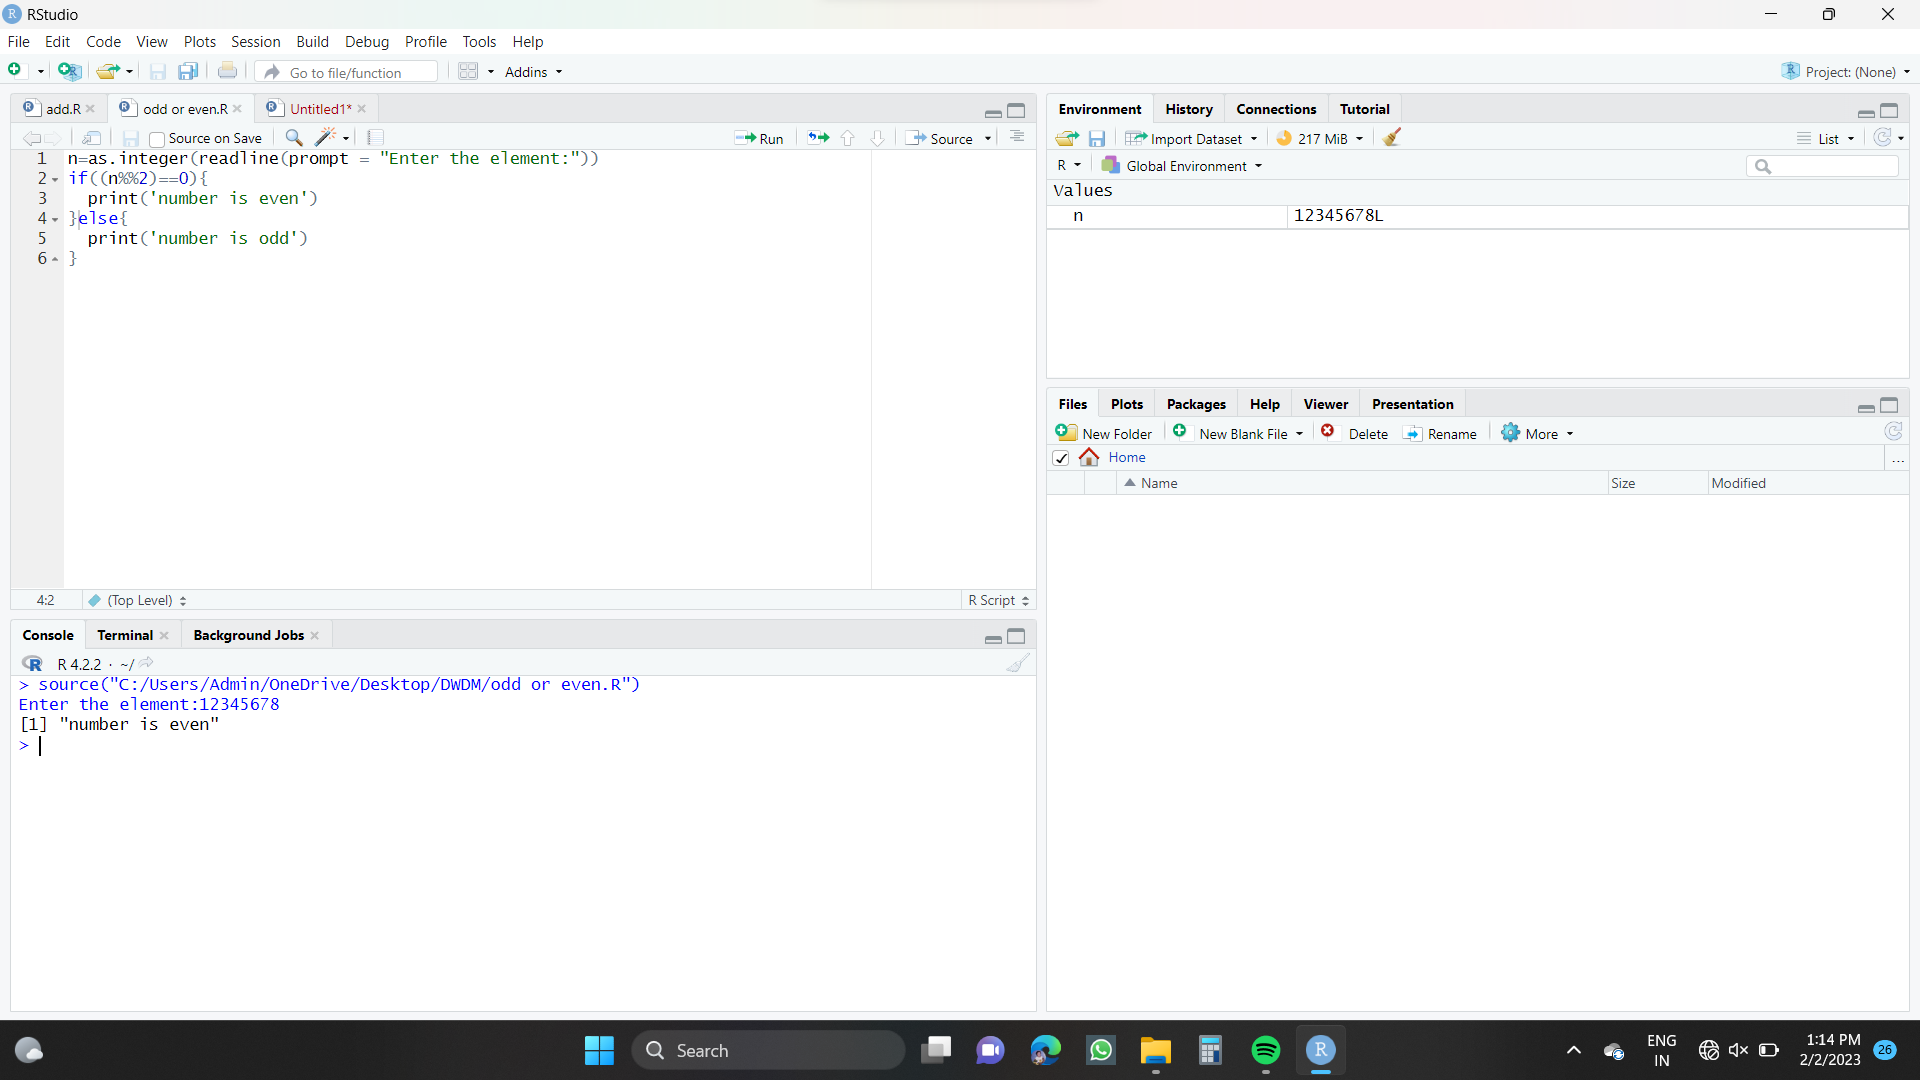 RStudio
File Edit Code View Plots Session Build Debug Profile Tools Help
Go to file/function Addins Project: (None)
add.R odd or even.R Untitled1*
Source on Save Run Source
1 n=as.integer(readline(prompt = "Enter the element:"))
2 if((n%%2)==0){
3 print('number is even')
4 }else{
5 print('number is odd')
6 }
4:2 (Top Level) R Script
Console Terminal Background Jobs
R 4.2.2 · ~/
> source("C:/Users/Admin/OneDrive/Desktop/DWDM/odd or even.R")
Enter the element:12345678
[1] "number is even"
>
Environment History Connections Tutorial
Import Dataset 217 MiB List
R Global Environment
Values
n 12345678L
Files Plots Packages Help Viewer Presentation
New Folder New Blank File Delete Rename More
Home ...
Name Size Modified
Search
ENG
IN
1:14 PM
2/2/2023
26